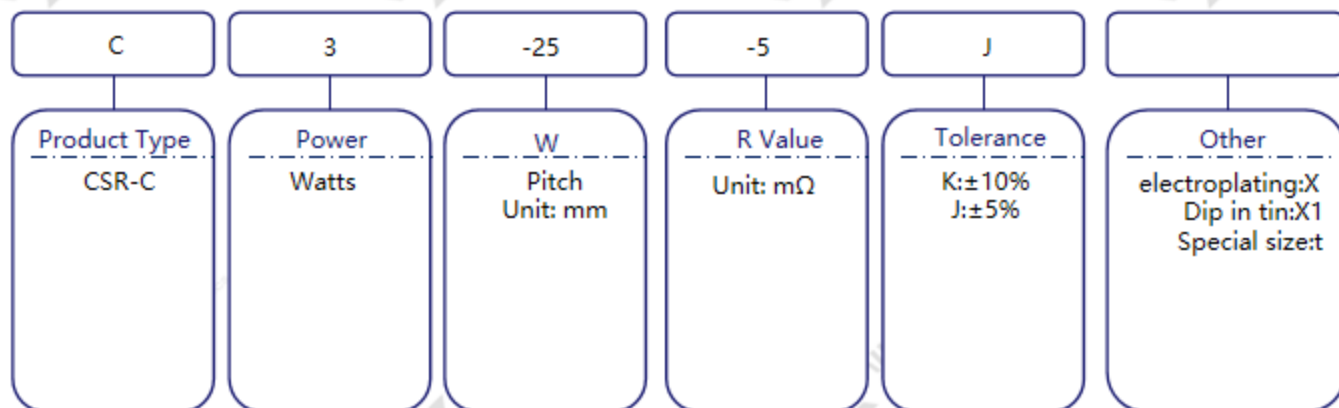 C 3 -25 -5 J
Product Type Power W R Value Tolerance Other
CSR-C Watts Pitch Unit: mΩ K:±10% electroplating:X
Unit: mm J:±5% Dip in tin:X1
Special size:t